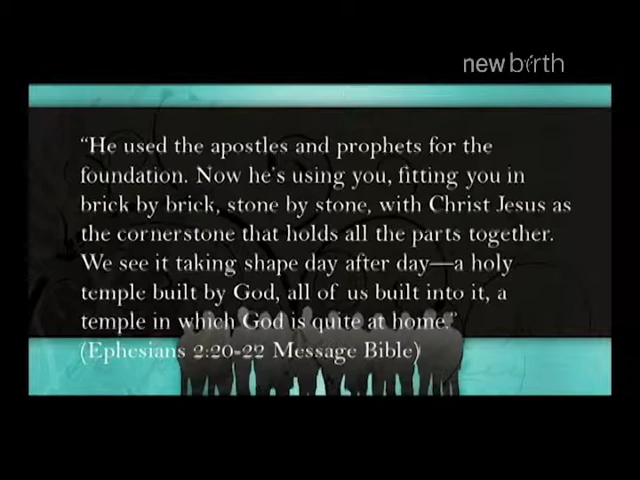 new birth
“He used the apostles and prophets for the
foundation. Now he's using you, fitting you in
brick by brick, stone by stone, with Christ Jesus as
the cornerstone that holds all the parts together.
We see it taking shape day after day—a holy
temple built by God, all of us built into it, a
temple in which God is quite at home.”
(Ephesians 2:20-22 Message Bible)